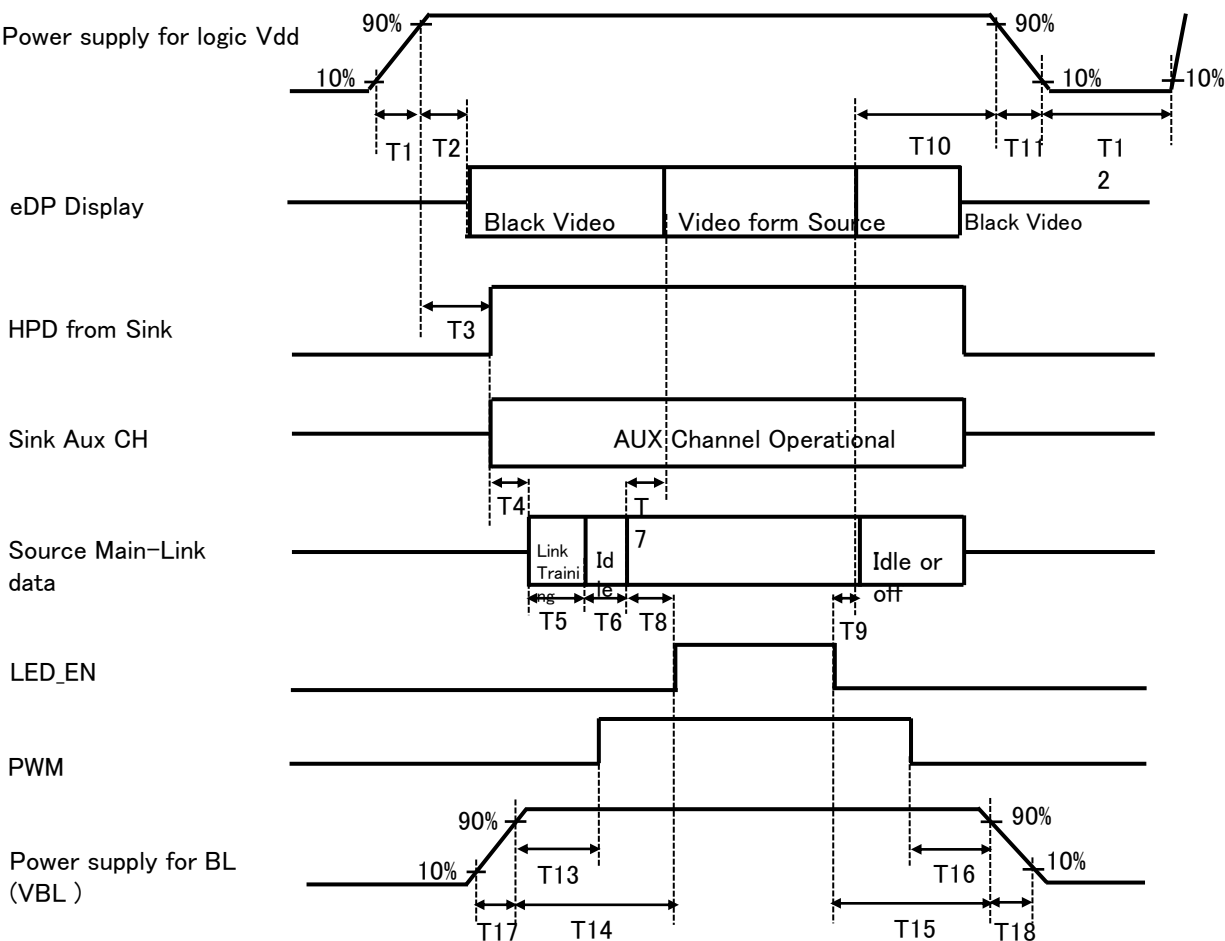 90%
90%
Power supply for logic Vdd
10%
10%
10%
T1
T2
T10
T11
T1
2
eDP Display
Black Video
Video form Source
Black Video
HPD from Sink
T3
Sink Aux CH
AUX Channel Operational
T4
T
7
Source Main-Link
data
Link
Traini
ng
Id
le
Idle or
off
T5
T6
T8
T9
LED_EN
PWM
90%
90%
Power supply for BL
(VBL )
10%
10%
T13
T16
T17
T14
T15
T18